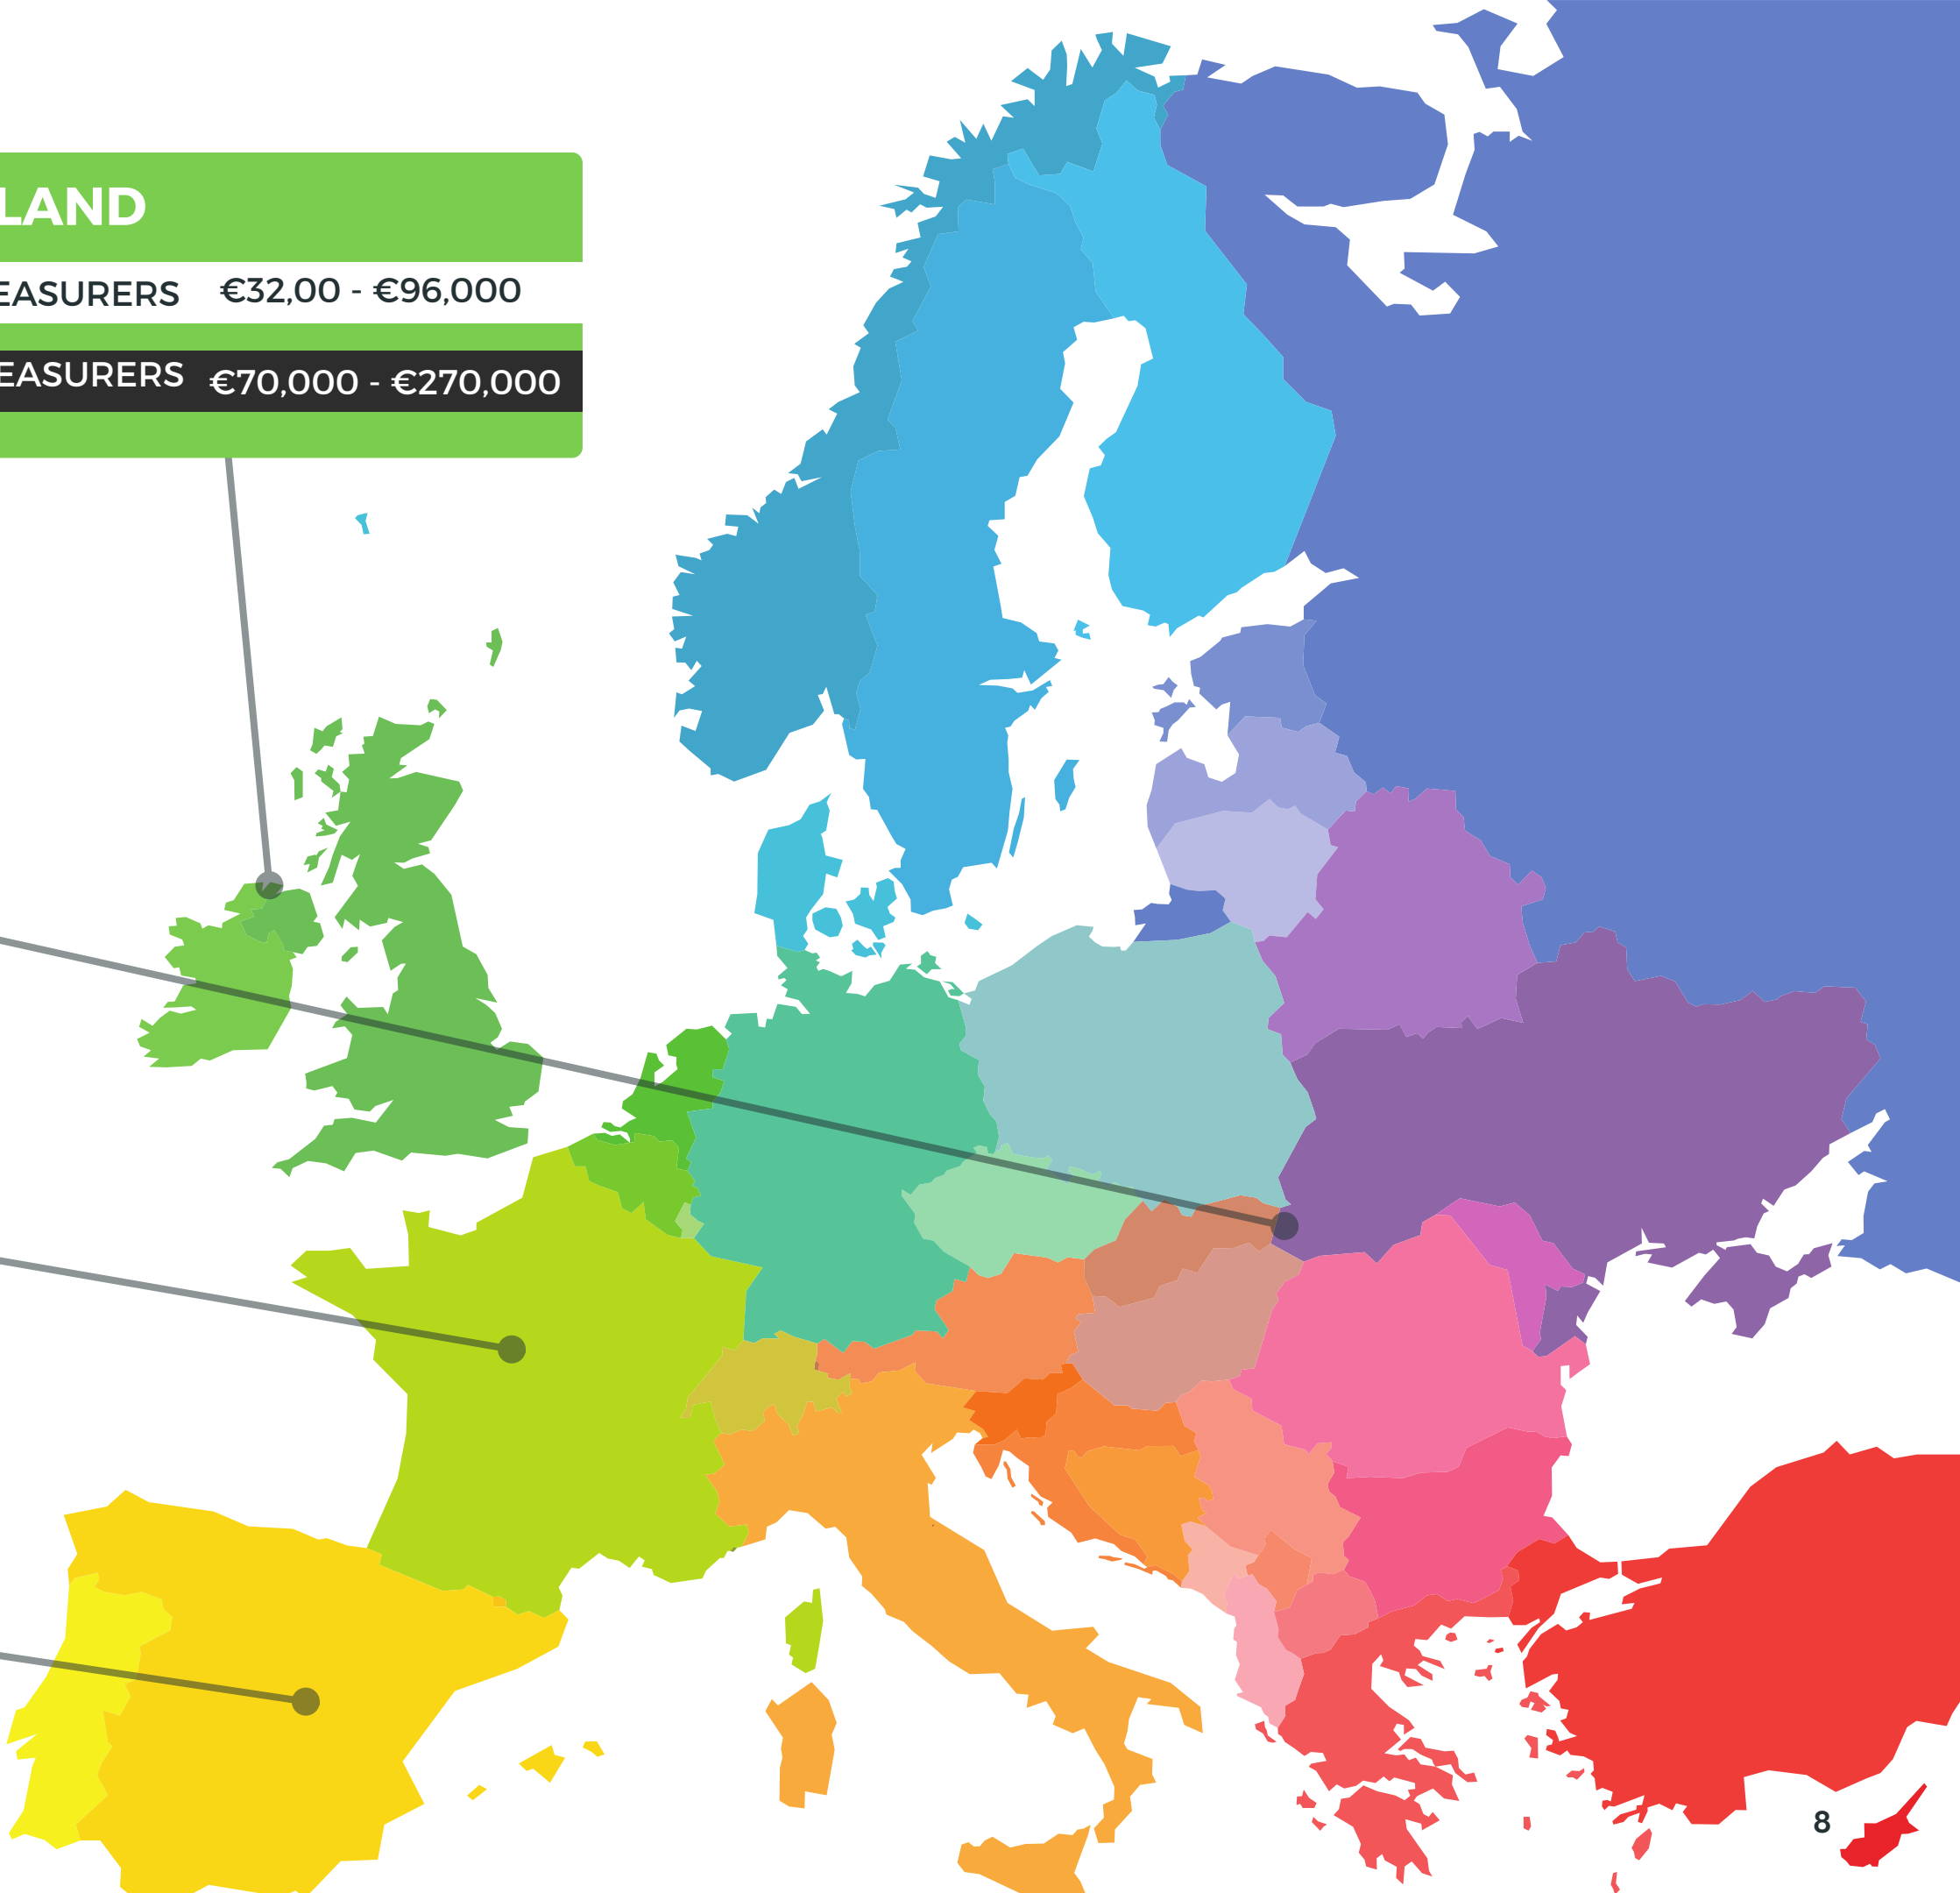 LAND
EASURERS €32,00 - €96,000
EASURERS €70,000 - €270,000
8